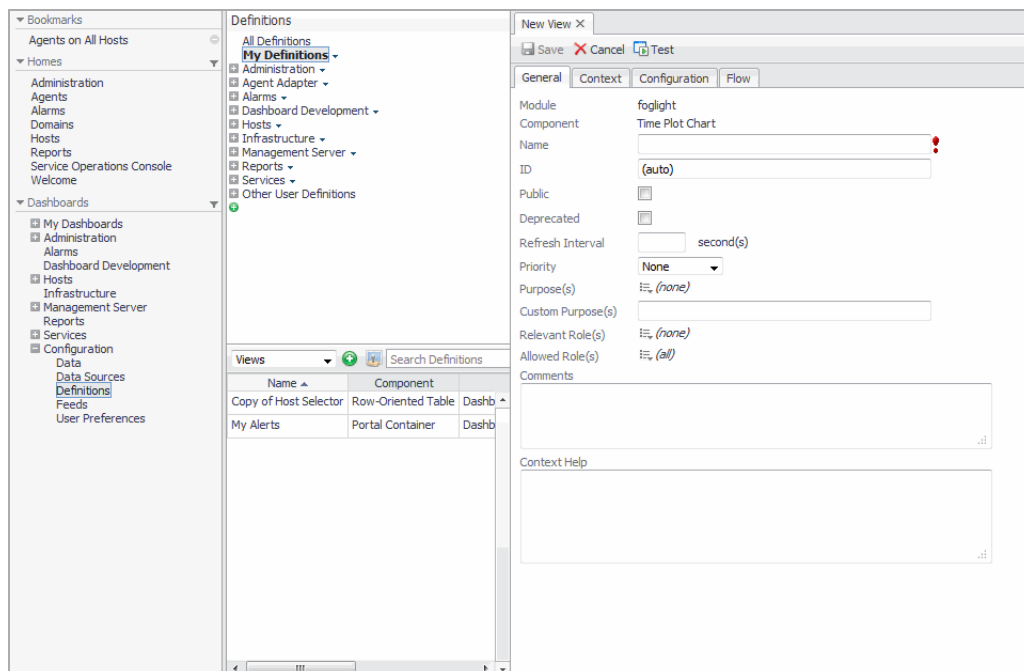 Bookmarks
Agents on All Hosts
Homes
Administration
Agents
Alarms
Domains
Hosts
Reports
Service Operations Console
Welcome
Dashboards
My Dashboards
Administration
Alarms
Dashboard Development
Hosts
Infrastructure
Management Server
Reports
Services
Configuration
Data
Data Sources
Definitions
Feeds
User Preferences
Definitions
All Definitions
My Definitions
Administration
Agent Adapter
Alarms
Dashboard Development
Hosts
Infrastructure
Management Server
Reports
Services
Other User Definitions
Views Search Definitions
Name Component
Copy of Host Selector Row-Oriented Table Dashb
My Alerts Portal Container Dashb
New View
Save Cancel Test
General Context Configuration Flow
Module foglight
Component Time Plot Chart
Name
ID (auto)
Public
Deprecated
Refresh Interval second(s)
Priority None
Purpose(s) (none)
Custom Purpose(s)
Relevant Role(s) (none)
Allowed Role(s) (all)
Comments
Context Help